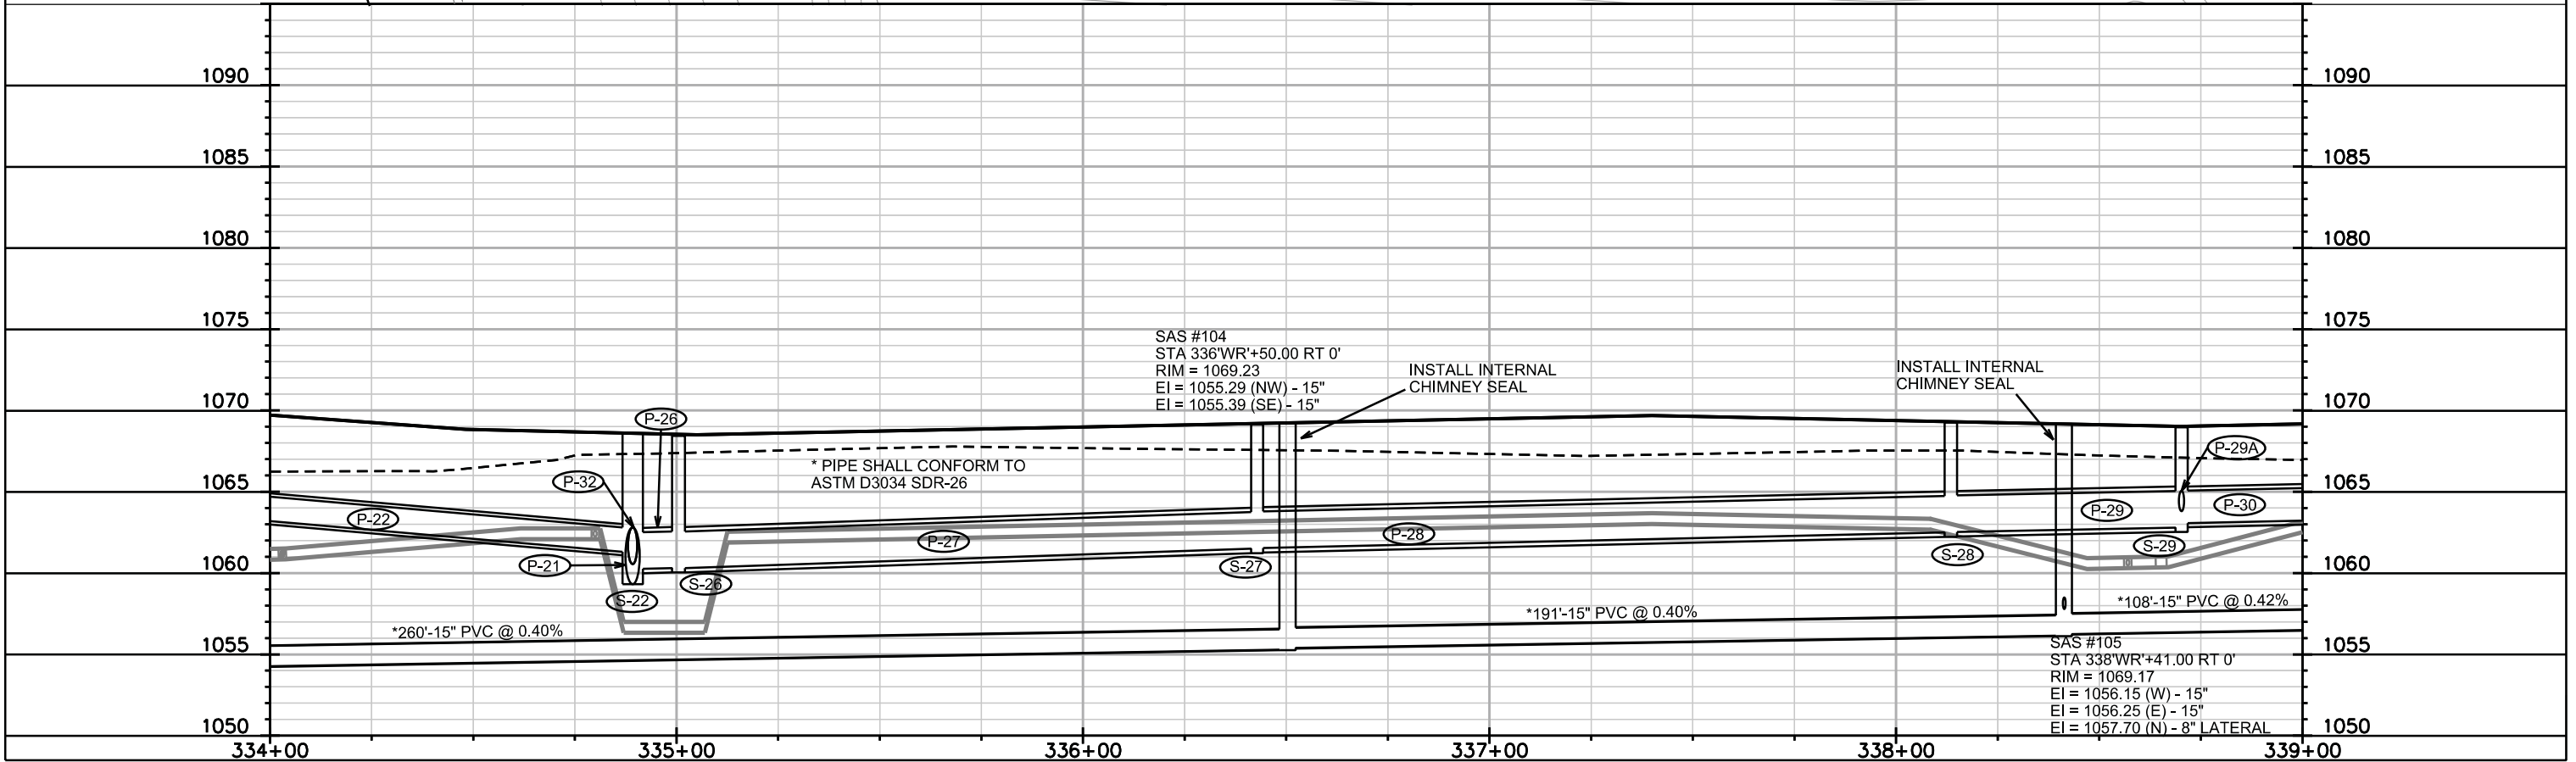 1090 1090
1085 1085
1080 1080
1075 1075
SAS #104
STA 336'WR'+50.00 RT 0'
RIM = 1069.23
EI = 1055.29 (NW) - 15"
EI = 1055.39 (SE) - 15"
INSTALL INTERNAL
CHIMNEY SEAL
INSTALL INTERNAL
CHIMNEY SEAL
1070 1070
P-26
P-29A
* PIPE SHALL CONFORM TO
ASTM D3034 SDR-26
P-32
1065 1065
P-22
P-27
P-28
P-29
P-30
P-21
S-26
S-27
S-28
S-29
1060 1060
S-22
*260'-15" PVC @ 0.40%
*191'-15" PVC @ 0.40%
*108'-15" PVC @ 0.42%
1055 1055
SAS #105
STA 338'WR'+41.00 RT 0'
RIM = 1069.17
EI = 1056.15 (W) - 15"
EI = 1056.25 (E) - 15"
EI = 1057.70 (N) - 8" LATERAL
1050 1050
334+00 335+00 336+00 337+00 338+00 339+00